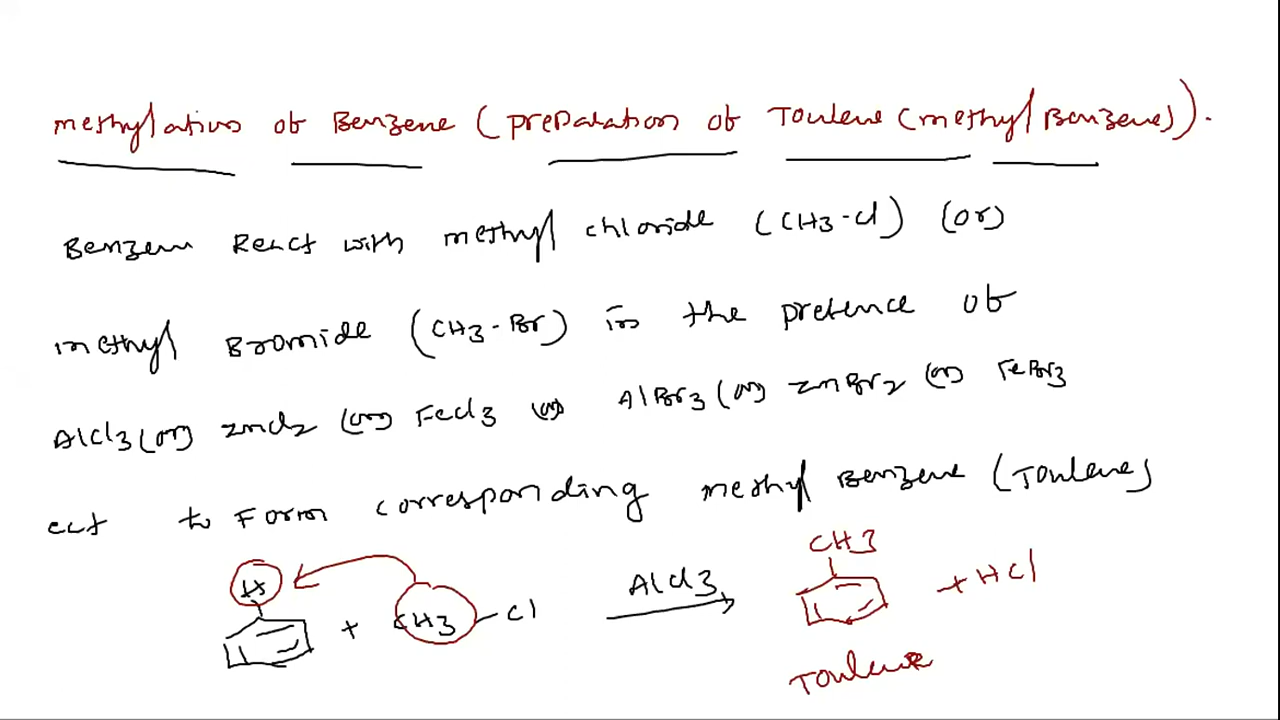 methylation of Benzene (preparation of Toulene (methyl Benzene)).
Benzene React with methyl chloride (CH3-Cl) (or)
methyl Bromide (CH3-Br) in the pretence of
AlCl3 (or) ZnCl2 (or) FeCl3 (or) AlBr3 (or) ZnBr2 (or) FeBr3
ect to Form corresponding methyl Benzene (Toulene)
H + CH3-Cl AlCl3 CH3 + HCl
Toulene